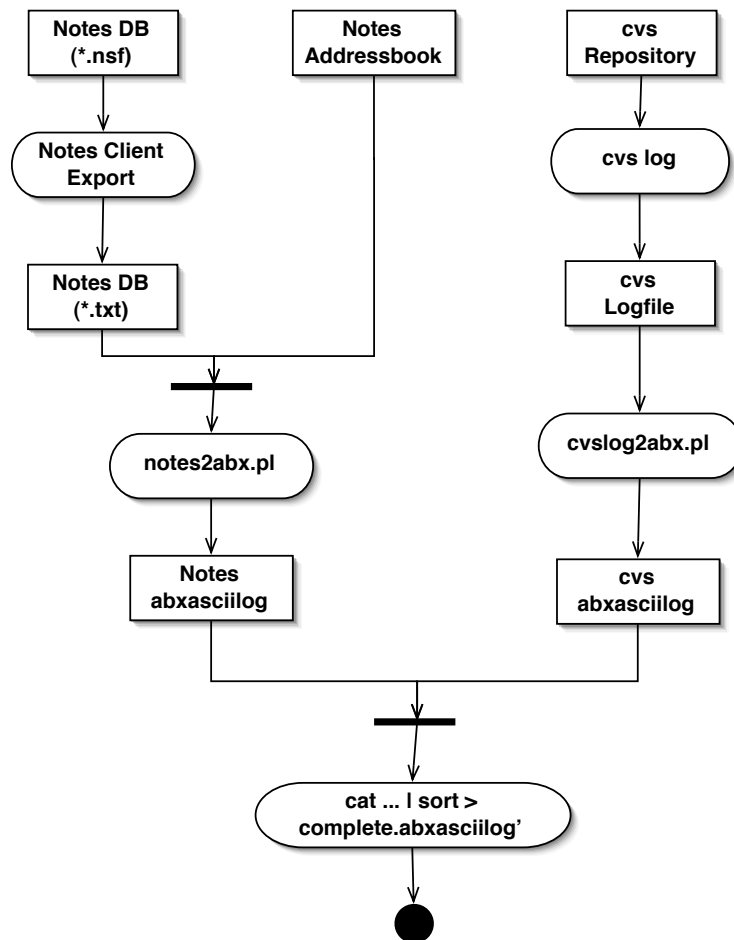 Notes DB
(*.nsf)
Notes
Addressbook
cvs
Repository
Notes Client
Export
cvs log
Notes DB
(*.txt)
cvs
Logfile
notes2abx.pl
cvslog2abx.pl
Notes
abxasciilog
cvs
abxasciilog
cat ... | sort >
complete.abxasciilog’